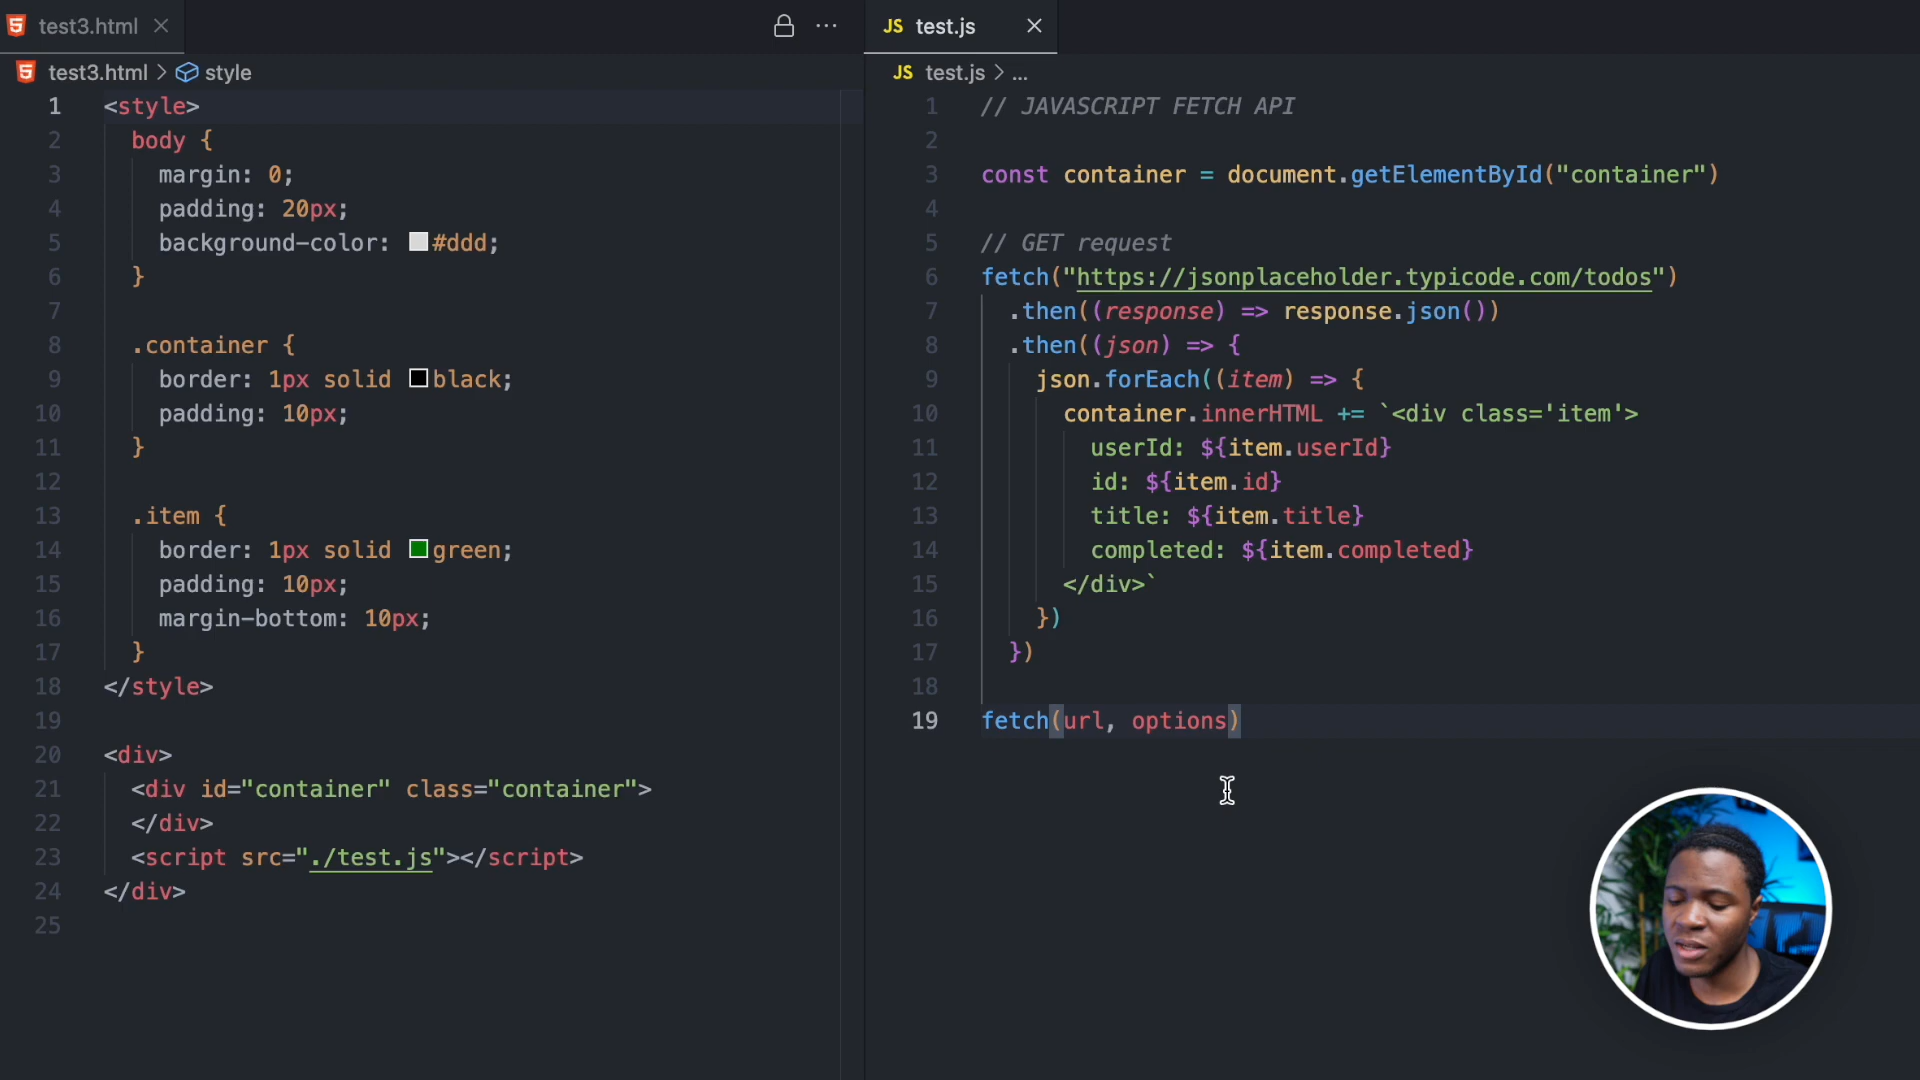 test3.html
test3.html > style
1 <style>
2 body {
3 margin: 0;
4 padding: 20px;
5 background-color: #ddd;
6 }
7
8 .container {
9 border: 1px solid black;
10 padding: 10px;
11 }
12
13 .item {
14 border: 1px solid green;
15 padding: 10px;
16 margin-bottom: 10px;
17 }
18 </style>
19
20 <div>
21 <div id="container" class="container">
22 </div>
23 <script src="./test.js"></script>
24 </div>
25
JS test.js
JS test.js > ...
1 // JAVASCRIPT FETCH API
2
3 const container = document.getElementById("container")
4
5 // GET request
6 fetch("https://jsonplaceholder.typicode.com/todos")
7 .then((response) => response.json())
8 .then((json) => {
9 json.forEach((item) => {
10 container.innerHTML += `<div class='item'>
11 userId: ${item.userId}
12 id: ${item.id}
13 title: ${item.title}
14 completed: ${item.completed}
15 </div>`
16 })
17 })
18
19 fetch(url, options)